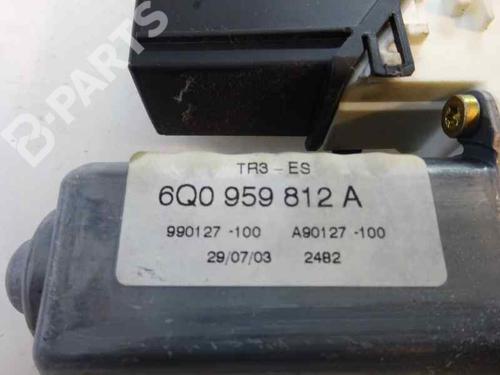 B-PARTS
TR3-ES
6Q0 959 812 A
990127 -100 A90127 -100
29/07/03 2482